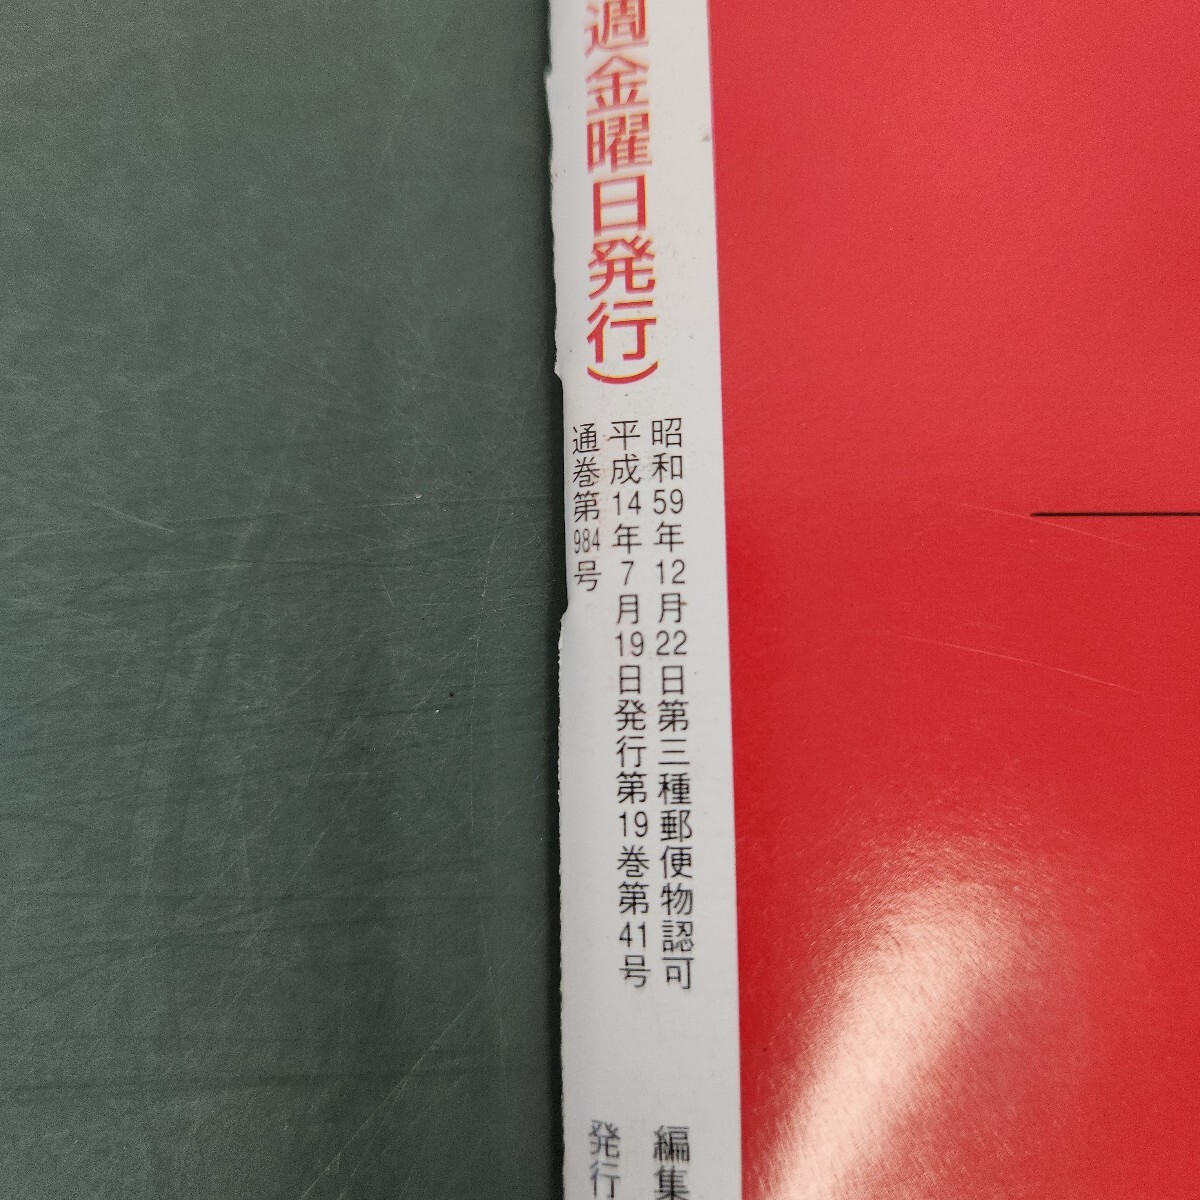 週金曜日発行)
昭和59年12月22日第三種郵便物認可
平成14年7月19日発行第19巻第41号
通巻第984号
編集
発行